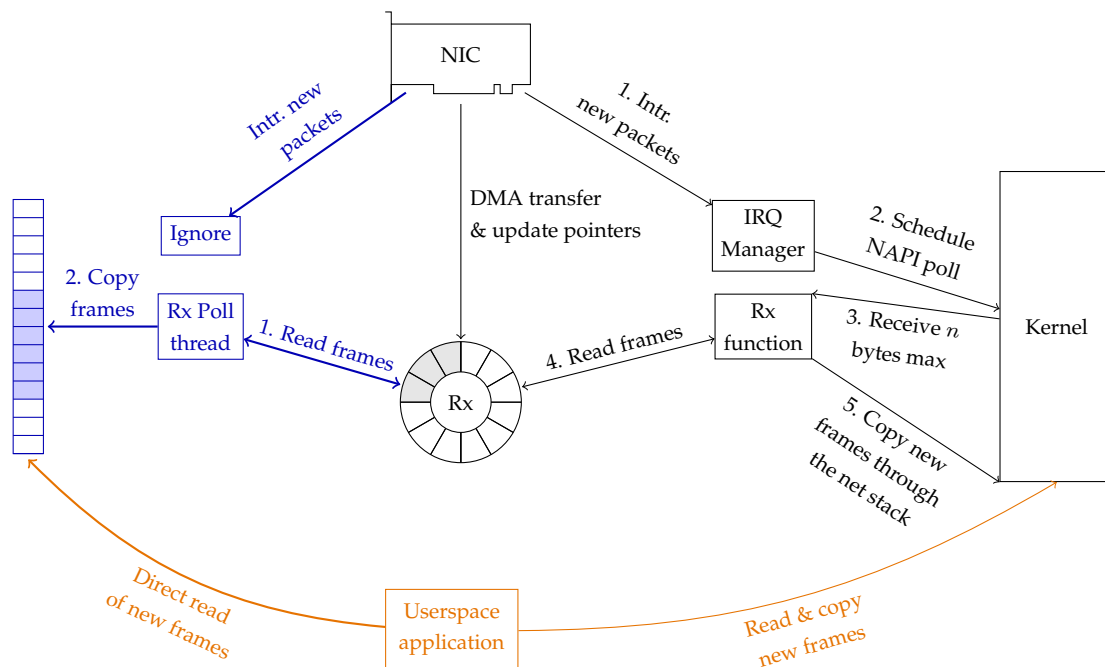 NIC
Intr. new
packets
1. Intr.
new packets
DMA transfer
& update pointers
Ignore
IRQ
Manager
2. Schedule
NAPI poll
2. Copy
frames
Rx Poll
thread
1. Read frames
Rx
4. Read frames
Rx
function
3. Receive n
bytes max
Kernel
5. Copy new
frames through
the net stack
Direct read
of new frames
Userspace
application
Read & copy
new frames